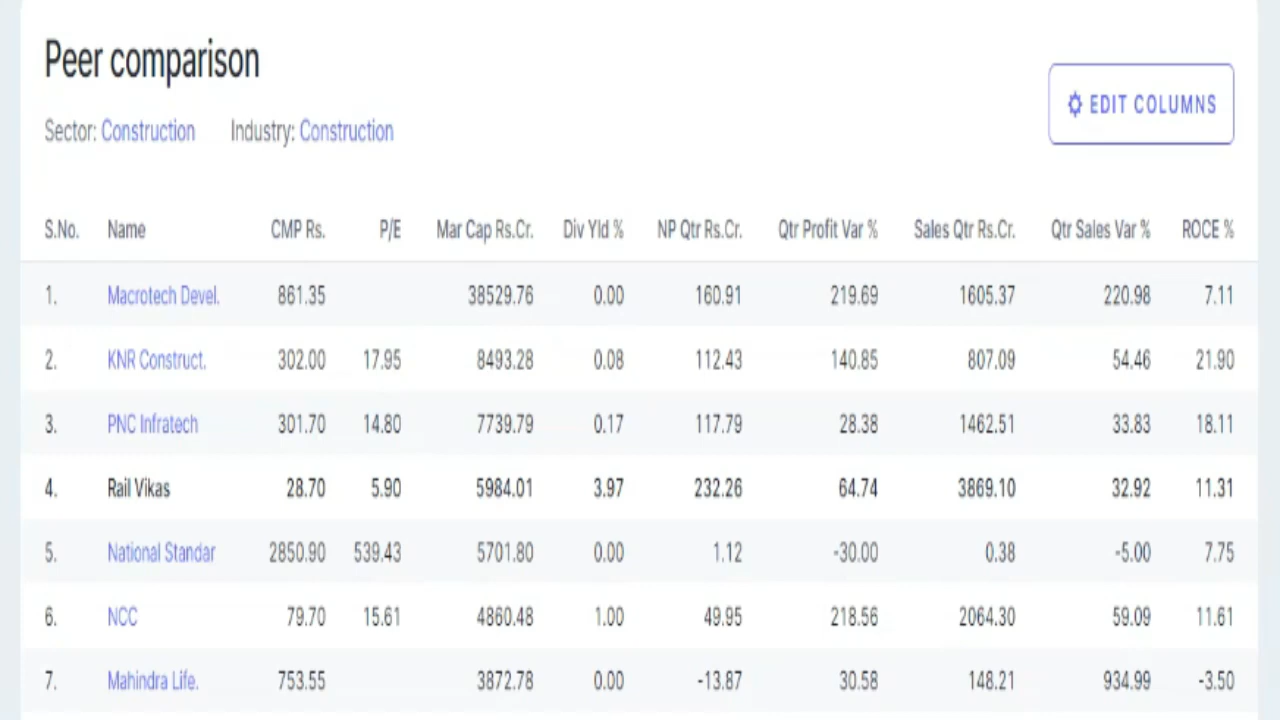 Peer comparison
EDIT COLUMNS
Sector: Construction Industry: Construction
S.No. Name CMP Rs. P/E Mar Cap Rs.Cr. Div Yld % NP Qtr Rs.Cr. Qtr Profit Var % Sales Qtr Rs.Cr. Qtr Sales Var % ROCE %
1. Macrotech Devel. 861.35 38529.76 0.00 160.91 219.69 1605.37 220.98 7.11
2. KNR Construct. 302.00 17.95 8493.28 0.08 112.43 140.85 807.09 54.46 21.90
3. PNC Infratech 301.70 14.80 7739.79 0.17 117.79 28.38 1462.51 33.83 18.11
4. Rail Vikas 28.70 5.90 5984.01 3.97 232.26 64.74 3869.10 32.92 11.31
5. National Standar 2850.90 539.43 5701.80 0.00 1.12 -30.00 0.38 -5.00 7.75
6. NCC 79.70 15.61 4860.48 1.00 49.95 218.56 2064.30 59.09 11.61
7. Mahindra Life. 753.55 3872.78 0.00 -13.87 30.58 148.21 934.99 -3.50